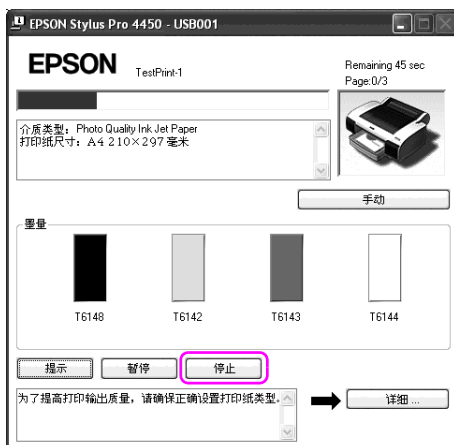 EPSON Stylus Pro 4450 - USB001
EPSON
TestPrint-1
Remaining 45 sec
Page:0/3
介质类型：Photo Quality Ink Jet Paper
打印纸尺寸：A4 210×297 毫米
手动
墨量
T6148
T6142
T6143
T6144
提示
暂停
停止
为了提高打印输出质量，请确保正确设置打印纸类型。
详细 ...